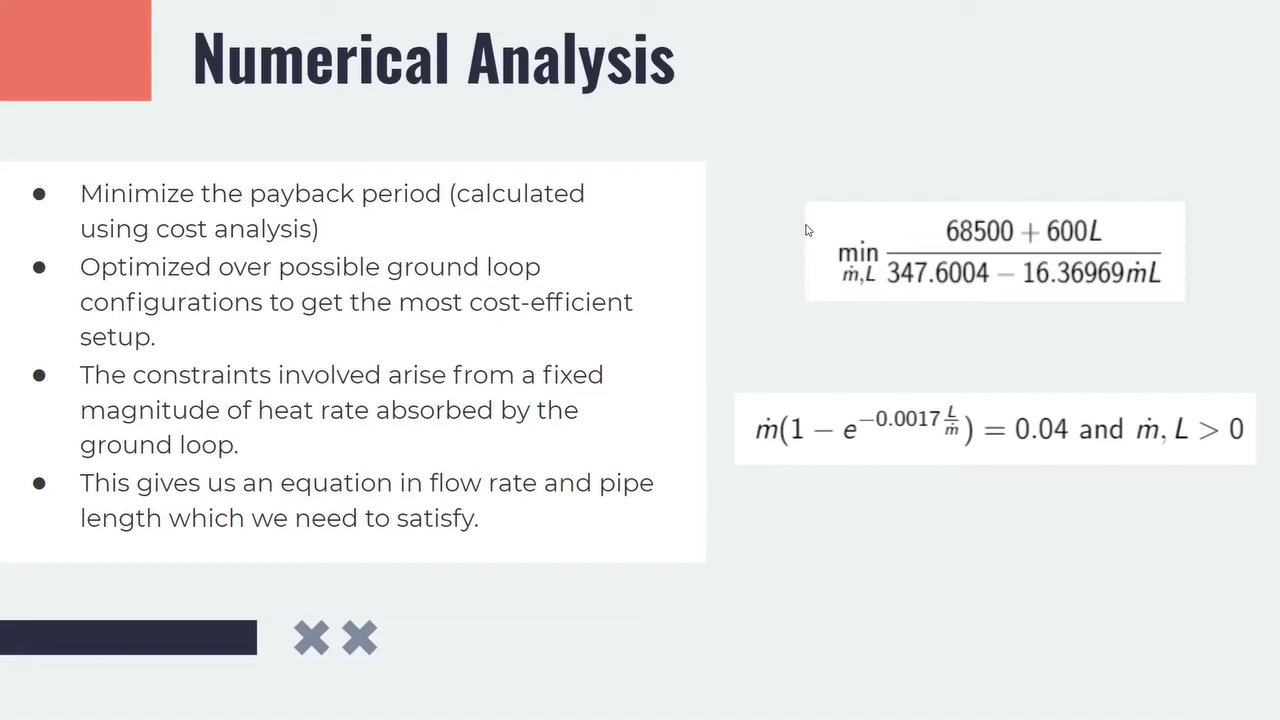 Numerical Analysis
● Minimize the payback period (calculated
using cost analysis)
● Optimized over possible ground loop
configurations to get the most cost-efficient
setup.
● The constraints involved arise from a fixed
magnitude of heat rate absorbed by the
ground loop.
● This gives us an equation in flow rate and pipe
length which we need to satisfy.
68500 + 600L
min
ṁ,L 347.6004 − 16.36969ṁL
ṁ(1 − e^{−0.0017 L/ṁ}) = 0.04 and ṁ, L > 0